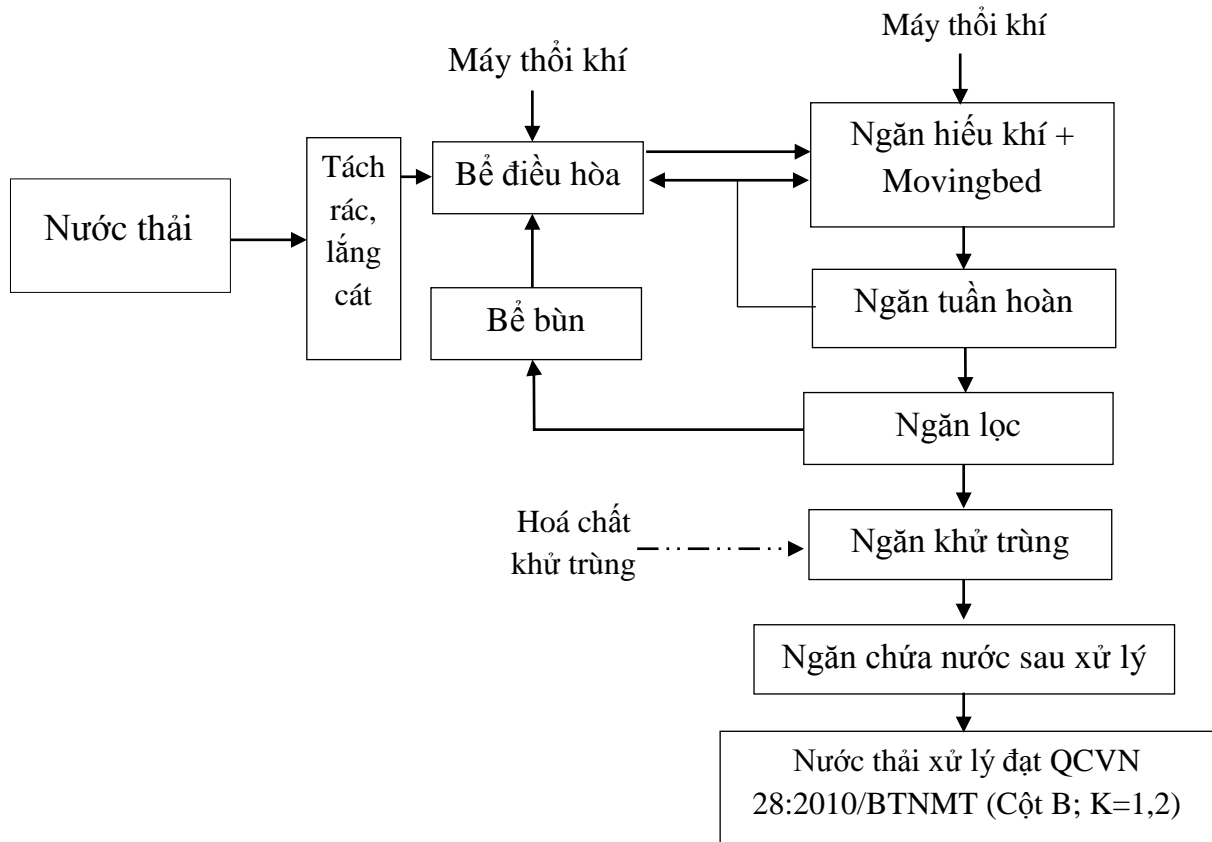 Máy thổi khí
Máy thổi khí
Nước thải
Tách
rác,
lắng
cát
Bể điều hòa
Ngăn hiếu khí +
Movingbed
Bể bùn
Ngăn tuần hoàn
Ngăn lọc
Hoá chất
khử trùng
Ngăn khử trùng
Ngăn chứa nước sau xử lý
Nước thải xử lý đạt QCVN
28:2010/BTNMT (Cột B; K=1,2)